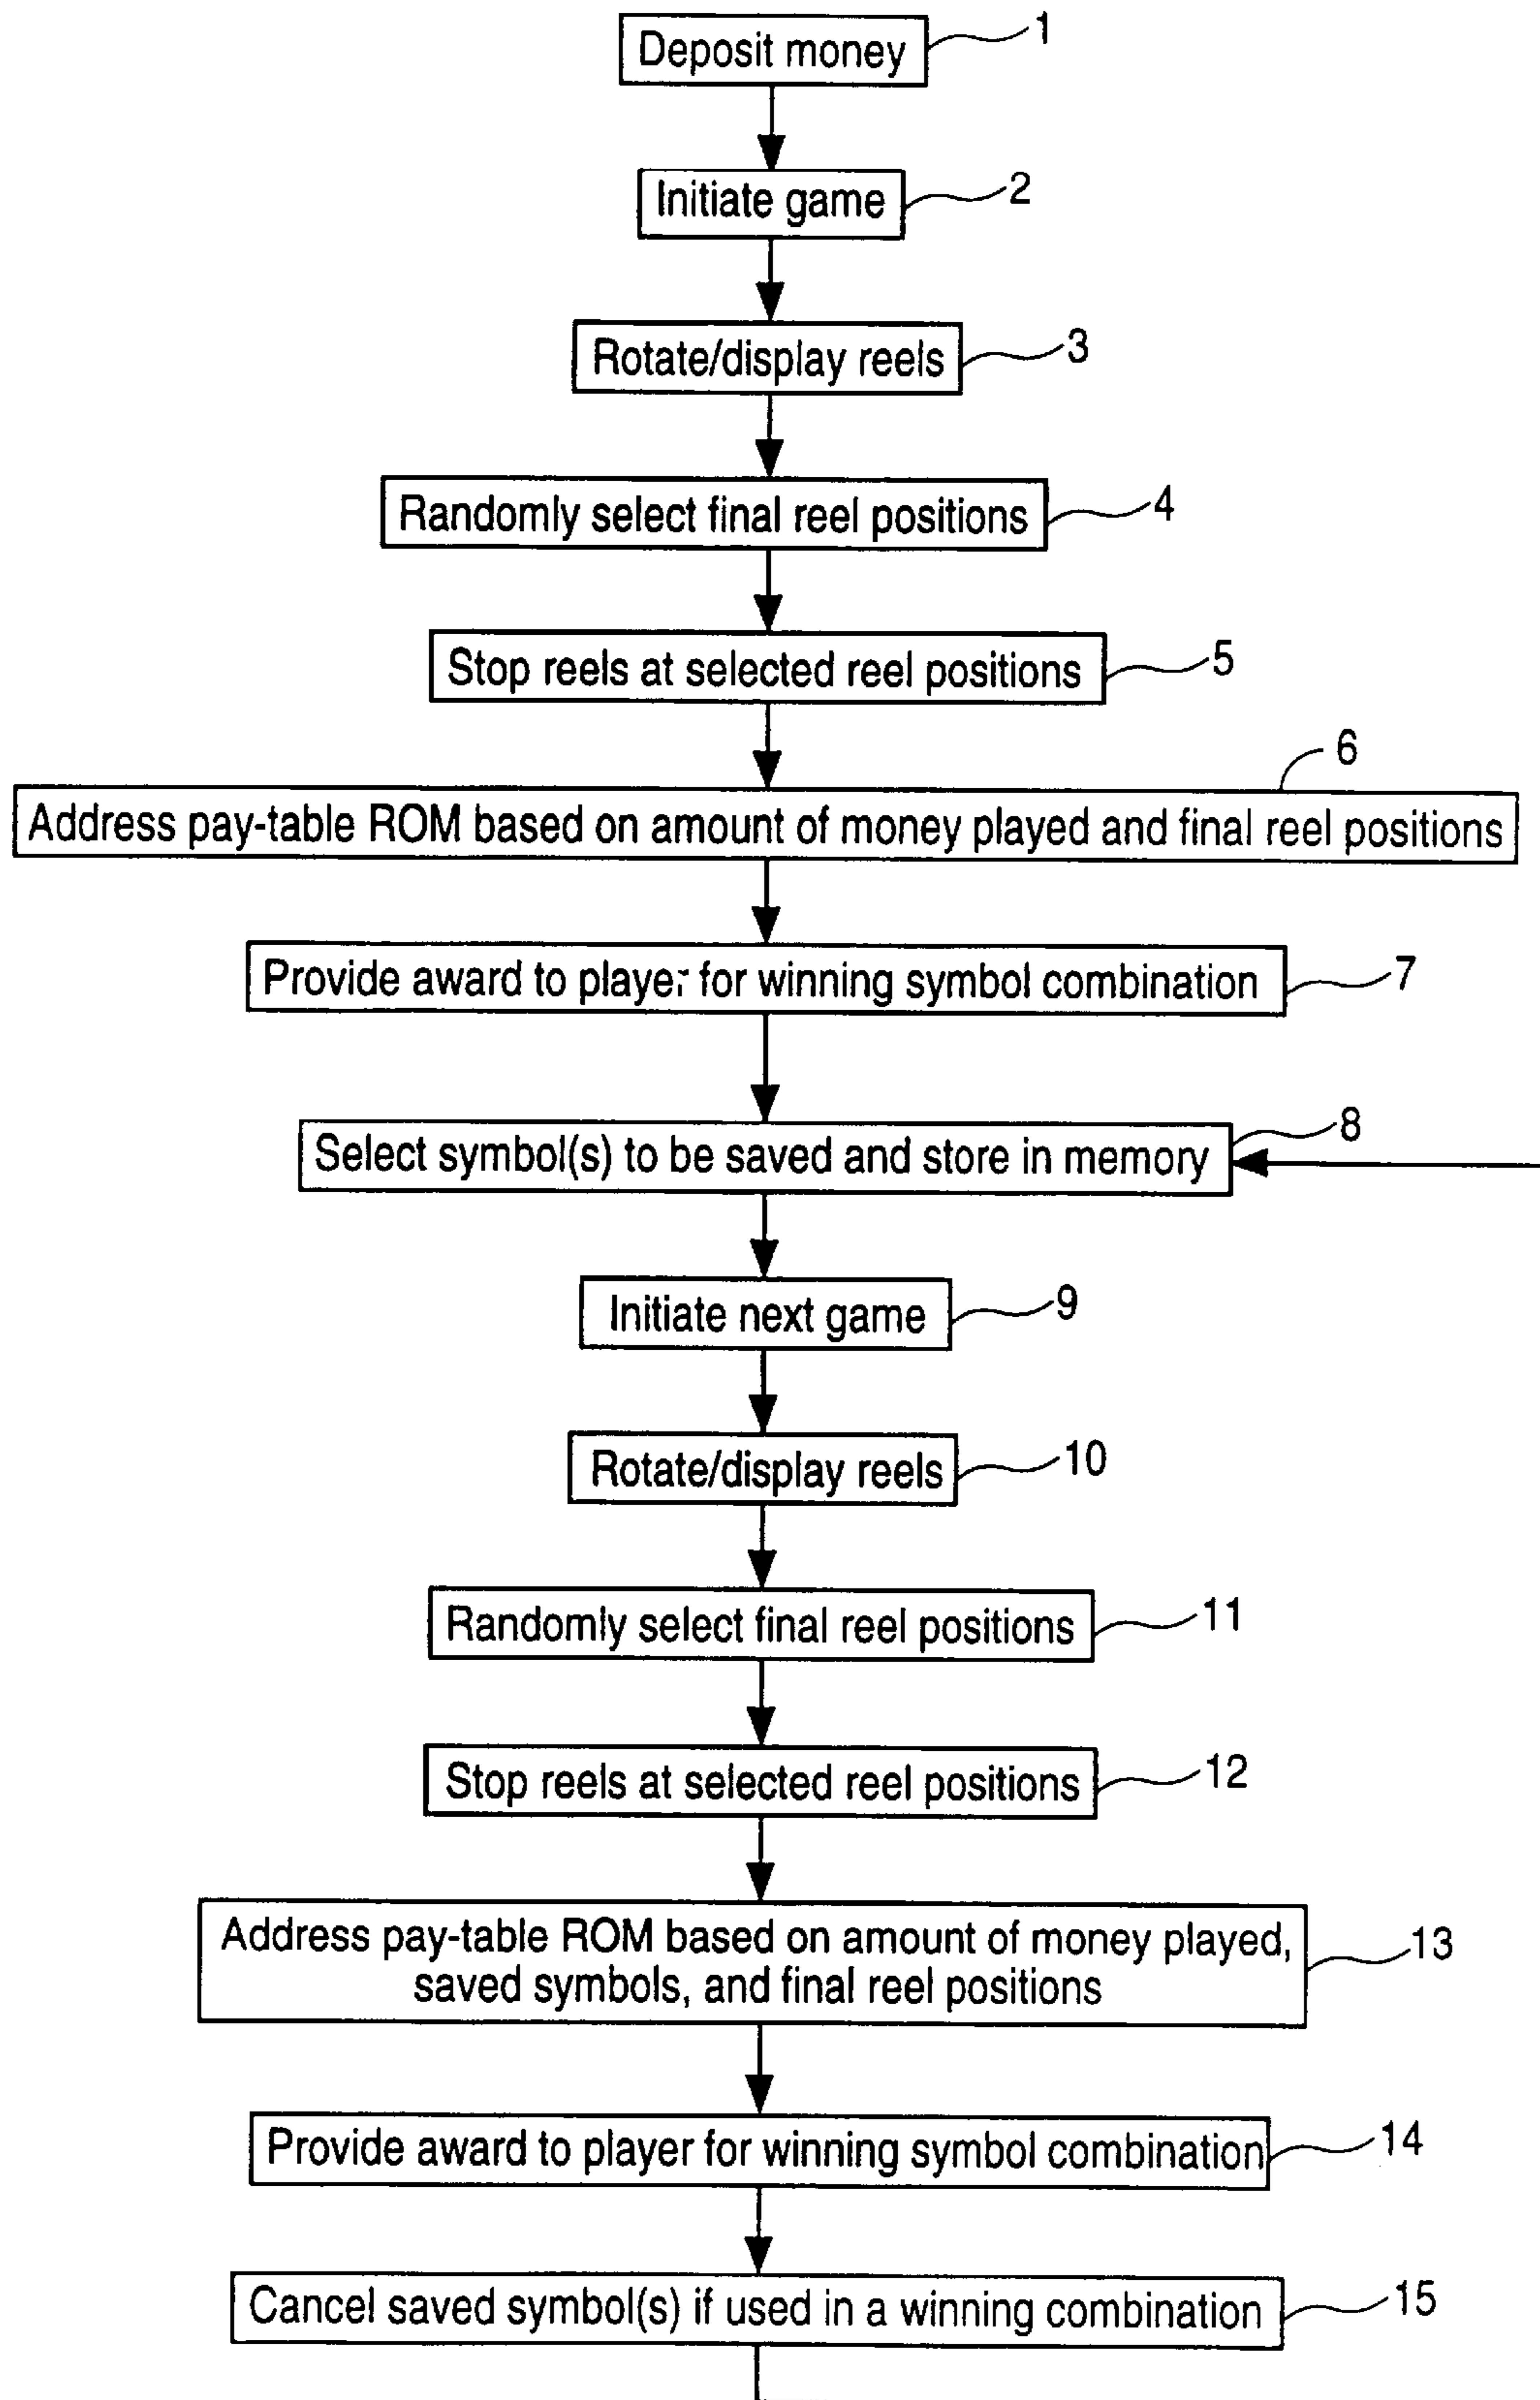 Deposit money 1
Initiate game 2
Rotate/display reels 3
Randomly select final reel positions 4
Stop reels at selected reel positions 5
6
Address pay-table ROM based on amount of money played and final reel positions
Provide award to player for winning symbol combination 7
Select symbol(s) to be saved and store in memory 8
Initiate next game 9
Rotate/display reels 10
Randomly select final reel positions 11
Stop reels at selected reel positions 12
Address pay-table ROM based on amount of money played, 13
saved symbols, and final reel positions
Provide award to player for winning symbol combination 14
Cancel saved symbol(s) if used in a winning combination 15